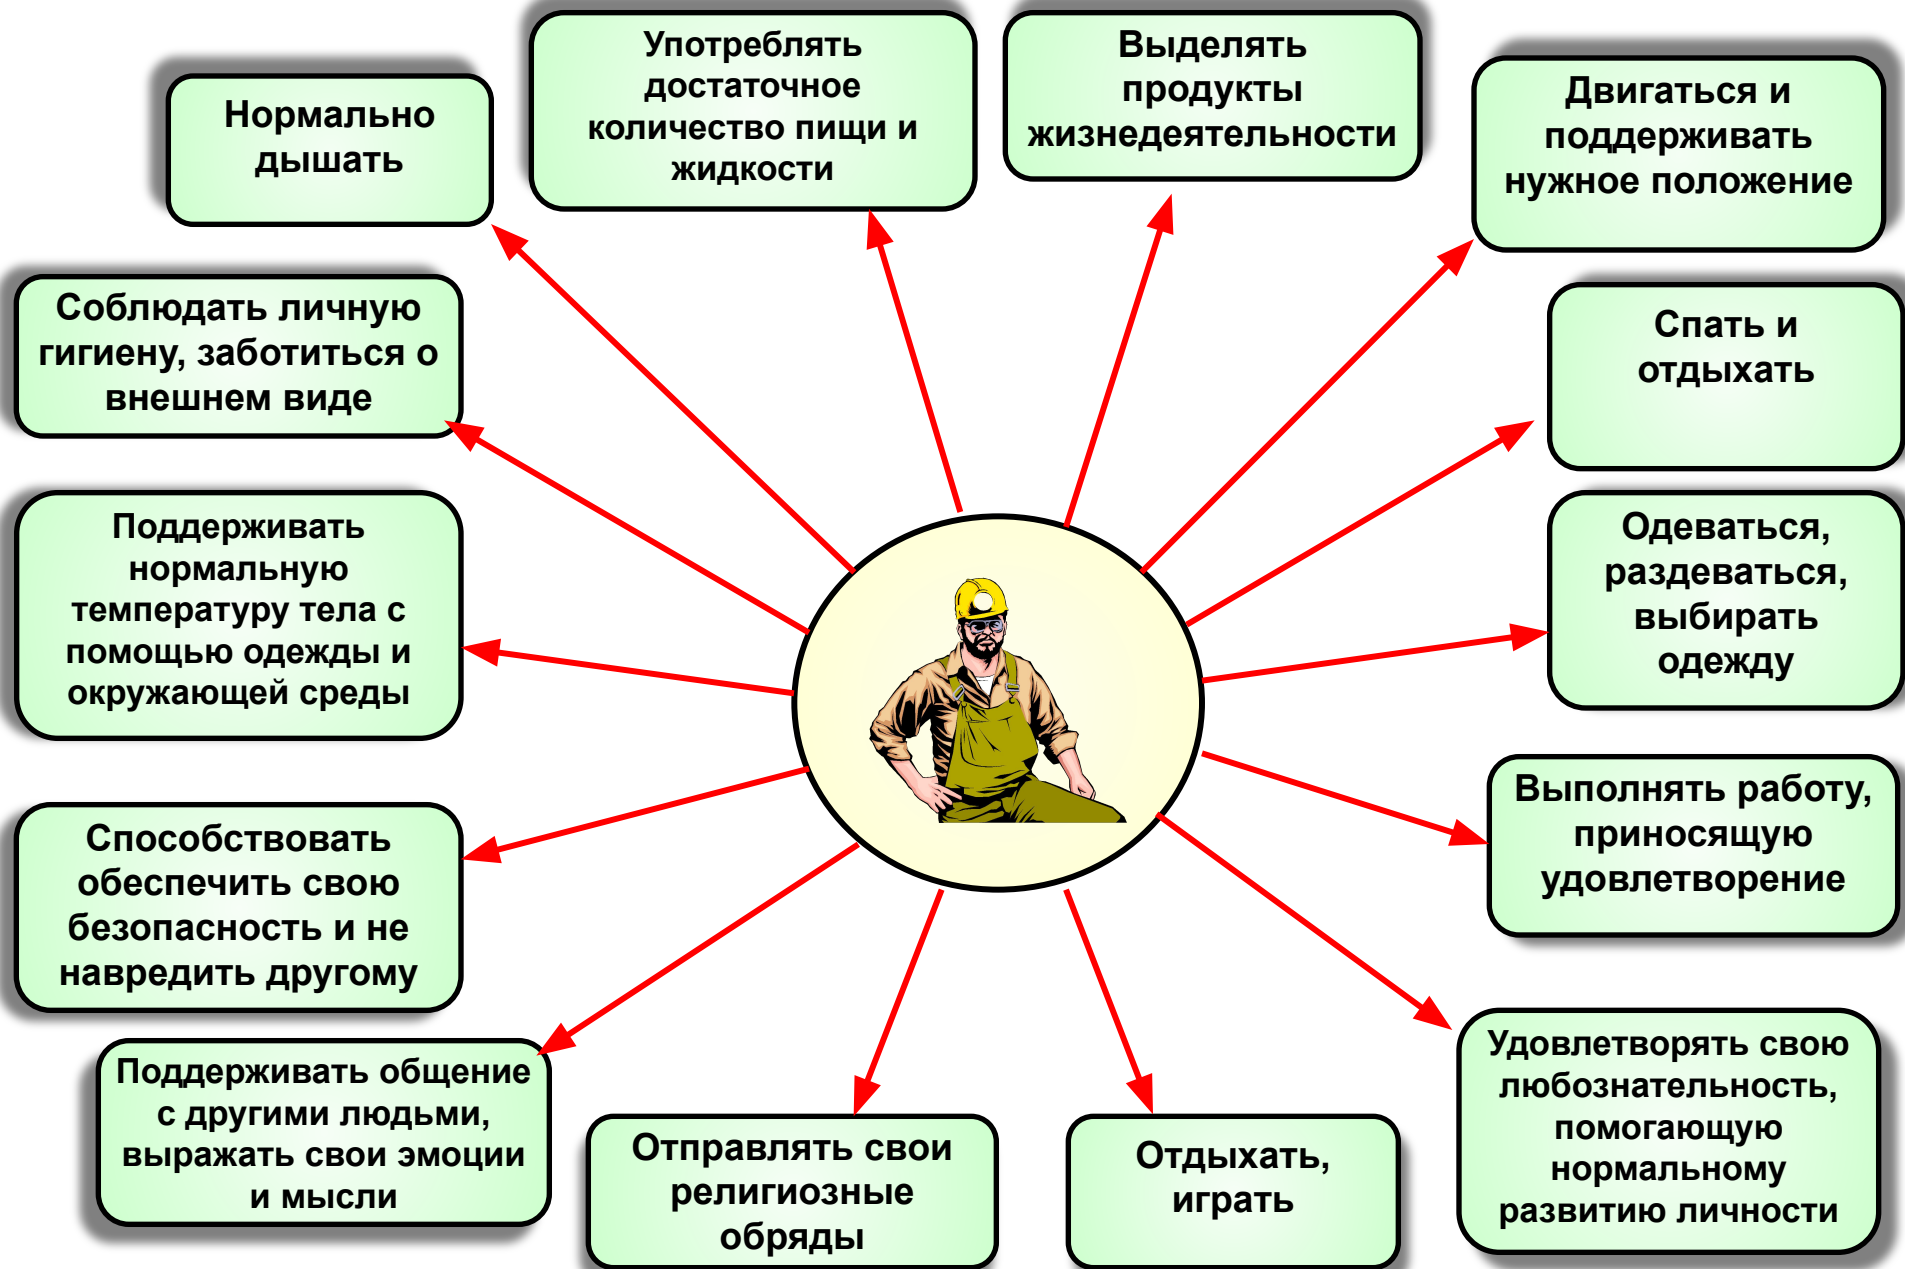 Нормально
дышать
Употреблять
достаточное
количество пищи и
жидкости
Выделять
продукты
жизнедеятельности
Двигаться и
поддерживать
нужное положение
Соблюдать личную
гигиену, заботиться о
внешнем виде
Спать и
отдыхать
Поддерживать
нормальную
температуру тела с
помощью одежды и
окружающей среды
Одеваться,
раздеваться,
выбирать
одежду
Способствовать
обеспечить свою
безопасность и не
навредить другому
Выполнять работу,
приносящую
удовлетворение
Поддерживать общение
с другими людьми,
выражать свои эмоции
и мысли
Отправлять свои
религиозные
обряды
Отдыхать,
играть
Удовлетворять свою
любознательность,
помогающую
нормальному
развитию личности